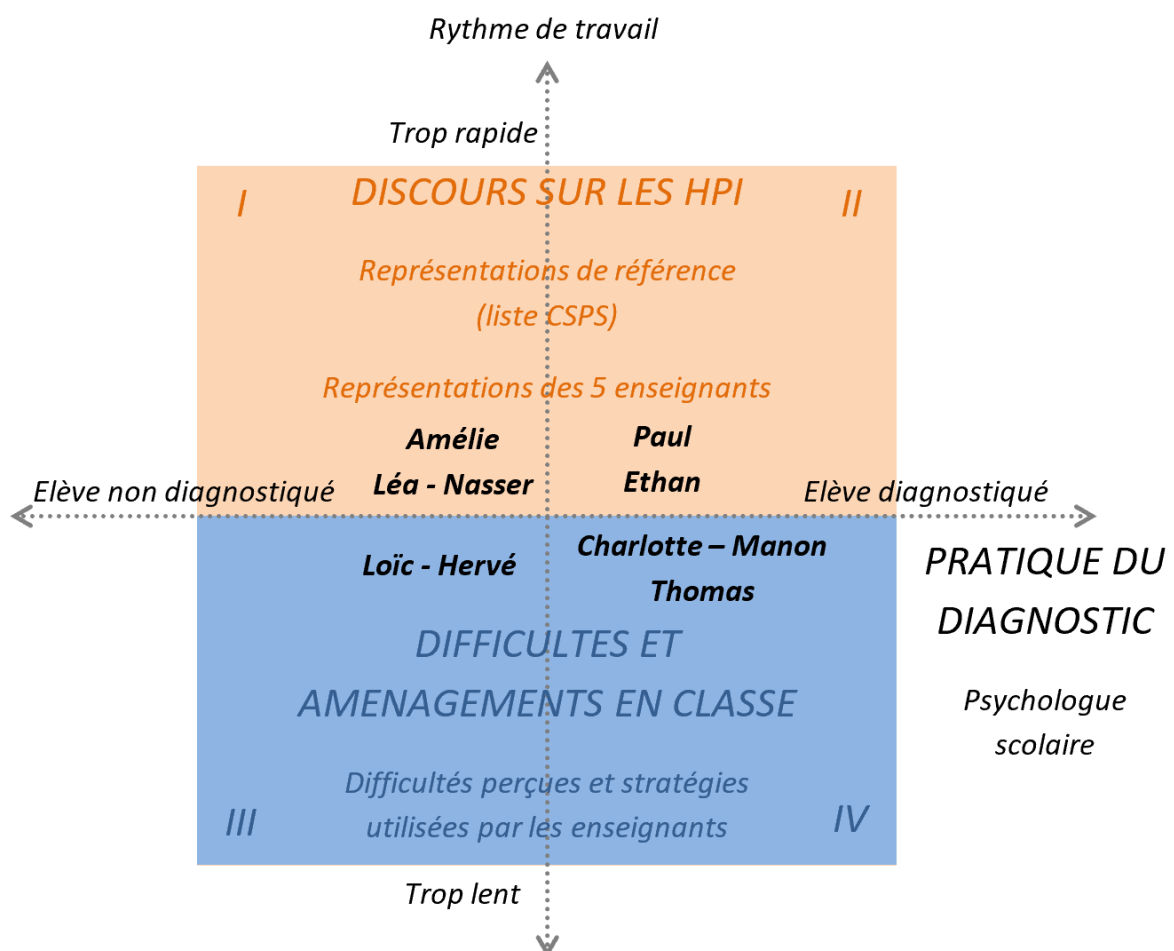 Rythme de travail
Trop rapide
I
DISCOURS SUR LES HPI
II
Représentations de référence
(liste CSPS)
Représentations des 5 enseignants
Amélie
Paul
Léa - Nasser
Ethan
Elève non diagnostiqué
Elève diagnostiqué
Loïc - Hervé
Charlotte – Manon
Thomas
PRATIQUE DU
DIAGNOSTIC
Psychologue
scolaire
DIFFICULTES ET
AMENAGEMENTS EN CLASSE
Difficultés perçues et stratégies
utilisées par les enseignants
III
IV
Trop lent